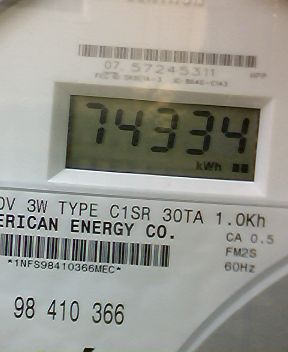 07 57245311
74334
kWh
0V 3W TYPE C1SR 30TA 1.0Kh
ERICAN ENERGY CO.
CA 0.5
FM2S
*1NFS98410366MEC*
60Hz
98 410 366